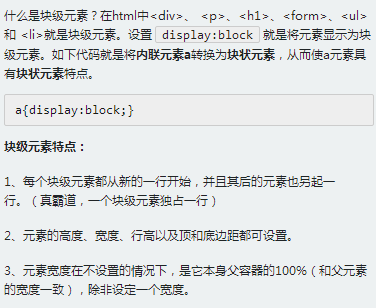 什么是块级元素？在html中<div>、 <p>、<h1>、<form>、<ul>
和 <li>就是块级元素。设置 display:block 就是将元素显示为块
级元素。如下代码就是将内联元素a转换为块状元素，从而使a元素具
有块状元素特点。
a{display:block;}
块级元素特点：
1、每个块级元素都从新的一行开始，并且其后的元素也另起一
行。（真霸道，一个块级元素独占一行）
2、元素的高度、宽度、行高以及顶和底边距都可设置。
3、元素宽度在不设置的情况下，是它本身父容器的100%（和父元素
的宽度一致），除非设定一个宽度。